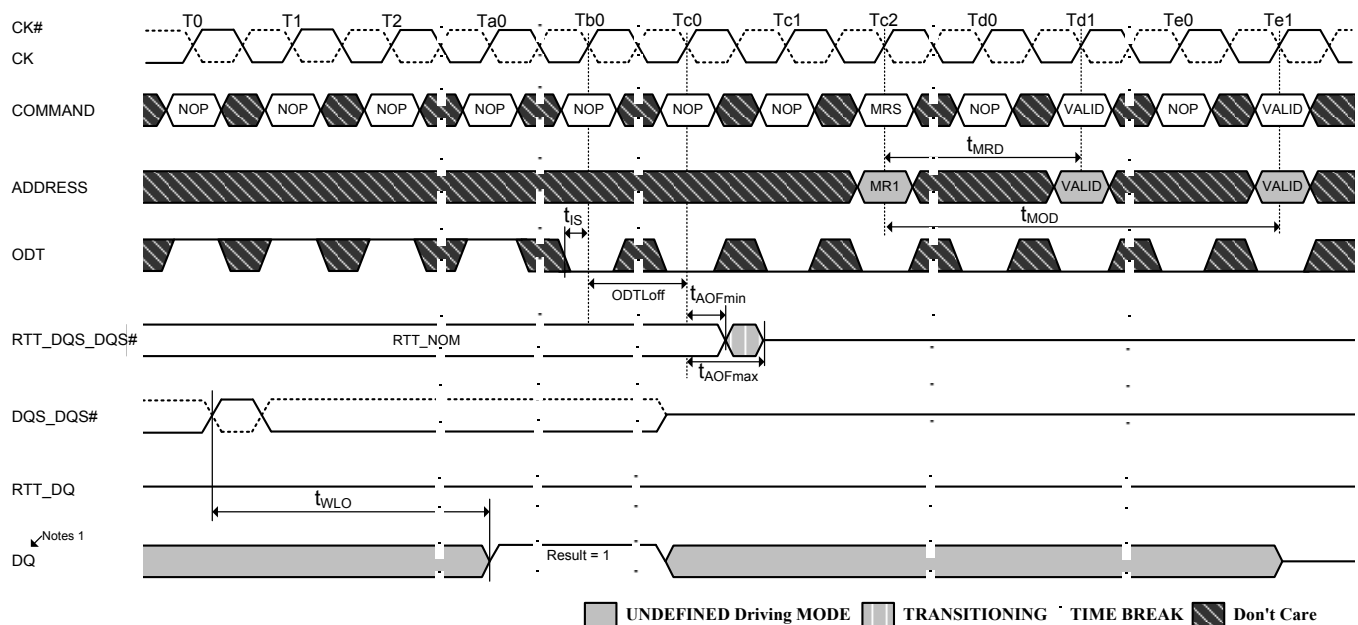 T0 T1 T2 Ta0 Tb0 Tc0 Tc1 Tc2 Td0 Td1 Te0 Te1
CK#
CK
COMMAND NOP NOP NOP NOP NOP NOP NOP MRS NOP VALID NOP VALID
tMRD
ADDRESS MR1 VALID VALID
tMOD
tIS
ODT
ODTLoff
tAOFmin
RTT_DQS_DQS# RTT_NOM
tAOFmax
DQS_DQS#
RTT_DQ
tWLO
Notes 1
DQ Result = 1
UNDEFINED Driving MODE TRANSITIONING TIME BREAK Don't Care